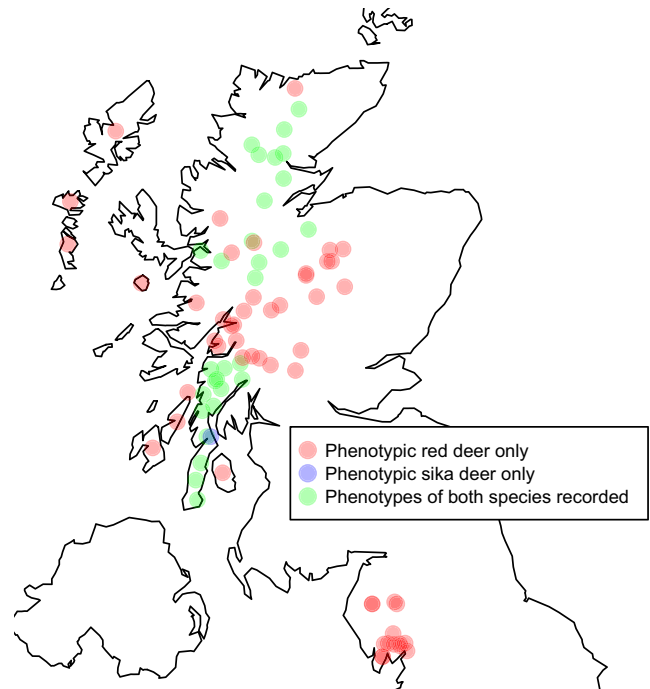 Phenotypic red deer only
Phenotypic sika deer only
Phenotypes of both species recorded